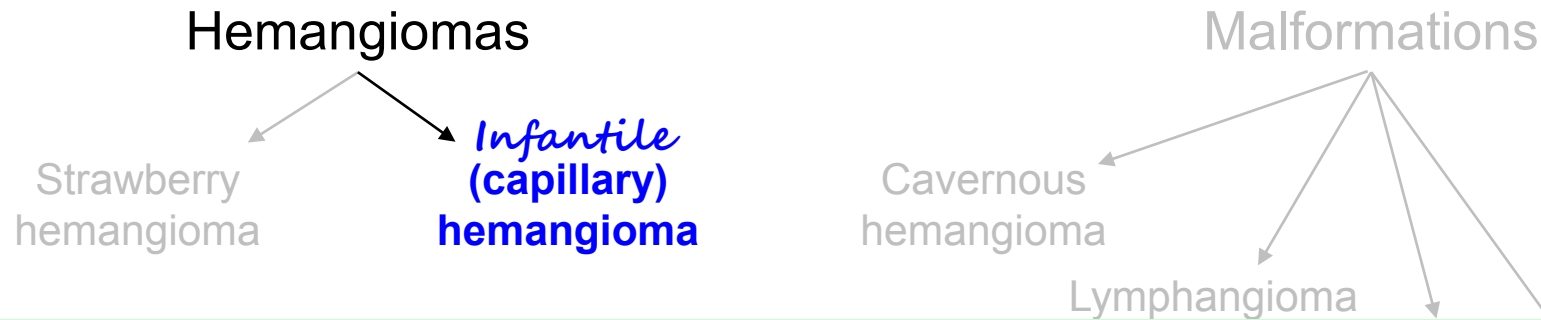 Hemangiomas
Malformations
Strawberry
hemangioma
Infantile
(capillary)
hemangioma
Cavernous
hemangioma
Lymphangioma